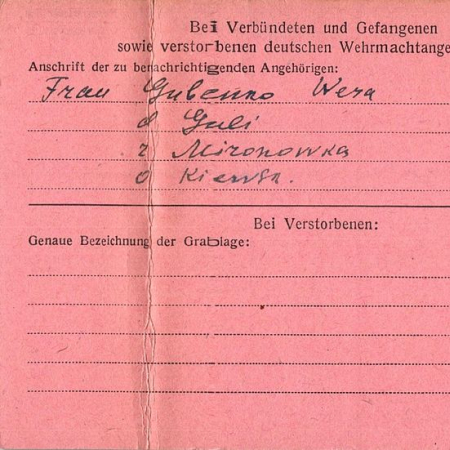 Bei Verbündeten und Gefangenen
sowie verstorbenen deutschen Wehrmachtange
Anschrift der zu benachrichtigenden Angehörigen:
Frau Gubenko Wera
d Guli
r Mironowka
o Kiewsk.
Bei Verstorbenen:
Genaue Bezeichnung der Grablage: